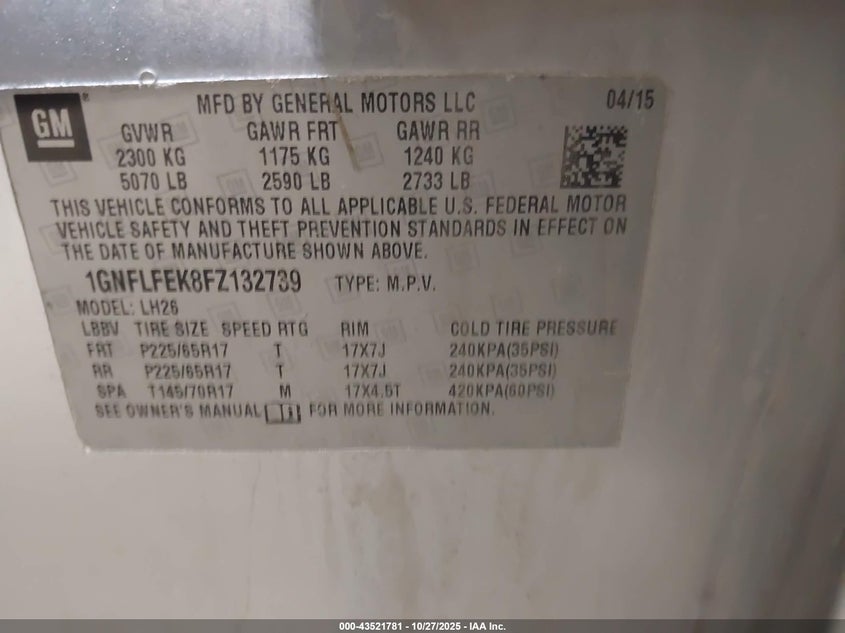 GM ®
MFD BY GENERAL MOTORS LLC 04/15
GVWR GAWR FRT GAWR RR
2300 KG 1175 KG 1240 KG
5070 LB 2590 LB 2733 LB
THIS VEHICLE CONFORMS TO ALL APPLICABLE U.S. FEDERAL MOTOR
VEHICLE SAFETY AND THEFT PREVENTION STANDARDS IN EFFECT ON
THE DATE OF MANUFACTURE SHOWN ABOVE.
1GNFLFEK8FZ132739 TYPE: M.P.V.
MODEL: LH26
LBBV TIRE SIZE SPEED RTG RIM COLD TIRE PRESSURE
FRT P225/65R17 T 17X7J 240KPA(35PSI)
RR P225/65R17 T 17X7J 240KPA(35PSI)
SPA T145/70R17 M 17X4.5T 420KPA(60PSI)
SEE OWNER'S MANUAL FOR MORE INFORMATION.
000-43521781 - 10/27/2025 - IAA Inc.